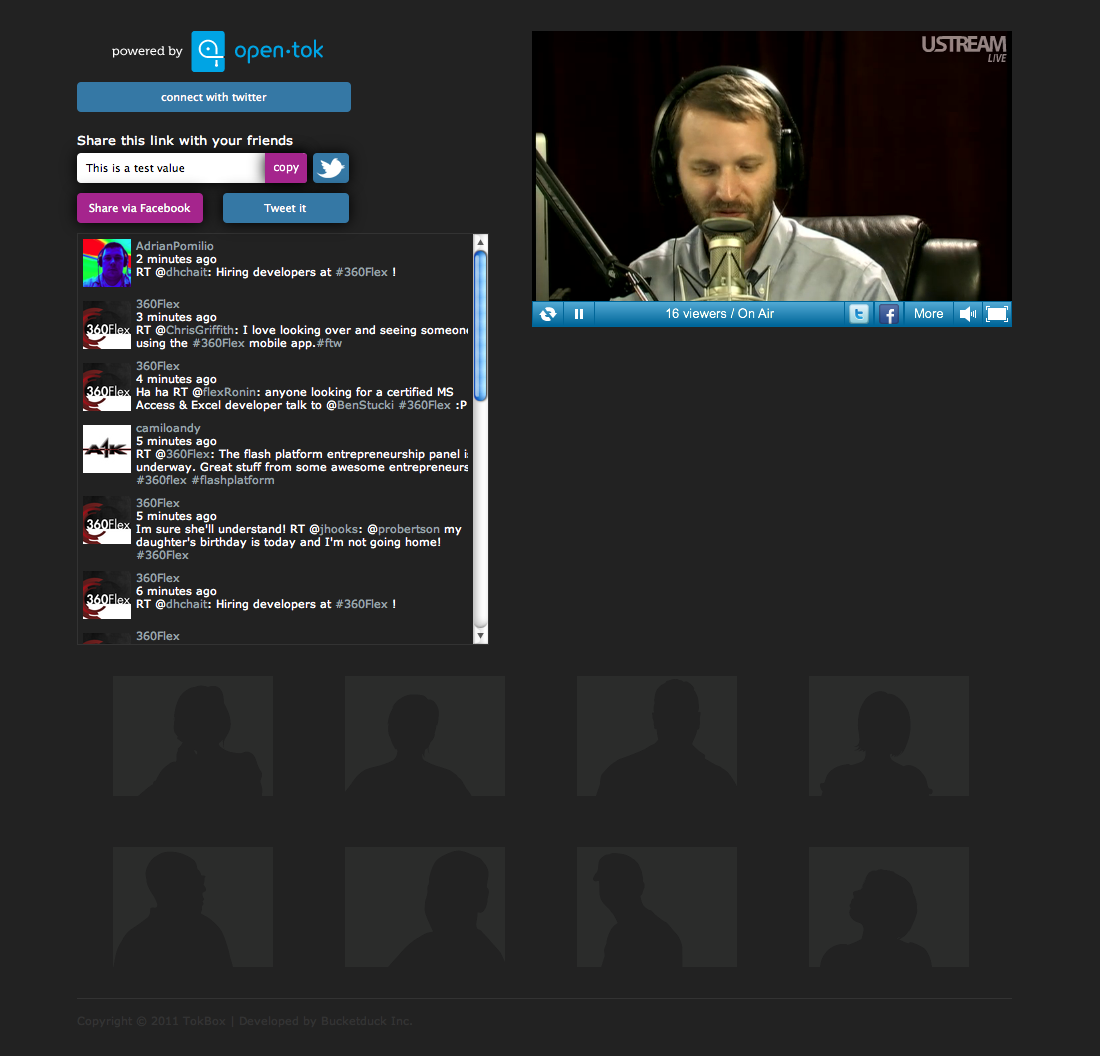 powered by open·tok
connect with twitter
Share this link with your friends
This is a test value
copy
Share via Facebook
Tweet it
AdrianPomilio
2 minutes ago
RT @dhchait: Hiring developers at #360Flex !
360Flex
360Flex
3 minutes ago
RT @ChrisGriffith: I love looking over and seeing someone
using the #360Flex mobile app.#ftw
360Flex
360Flex
4 minutes ago
Ha ha RT @flexRonin: anyone looking for a certified MS
Access & Excel developer talk to @BenStucki #360Flex :P
A1K
camiloandy
5 minutes ago
RT @360Flex: The flash platform entrepreneurship panel is
underway. Great stuff from some awesome entrepreneurs
#360flex #flashplatform
360Flex
360Flex
5 minutes ago
Im sure she'll understand! RT @jhooks: @probertson my
daughter's birthday is today and I'm not going home!
#360Flex
360Flex
360Flex
6 minutes ago
RT @dhchait: Hiring developers at #360Flex !
360Flex
USTREAM
LIVE
16 viewers / On Air
More
Copyright © 2011 TokBox | Developed by Bucketduck Inc.